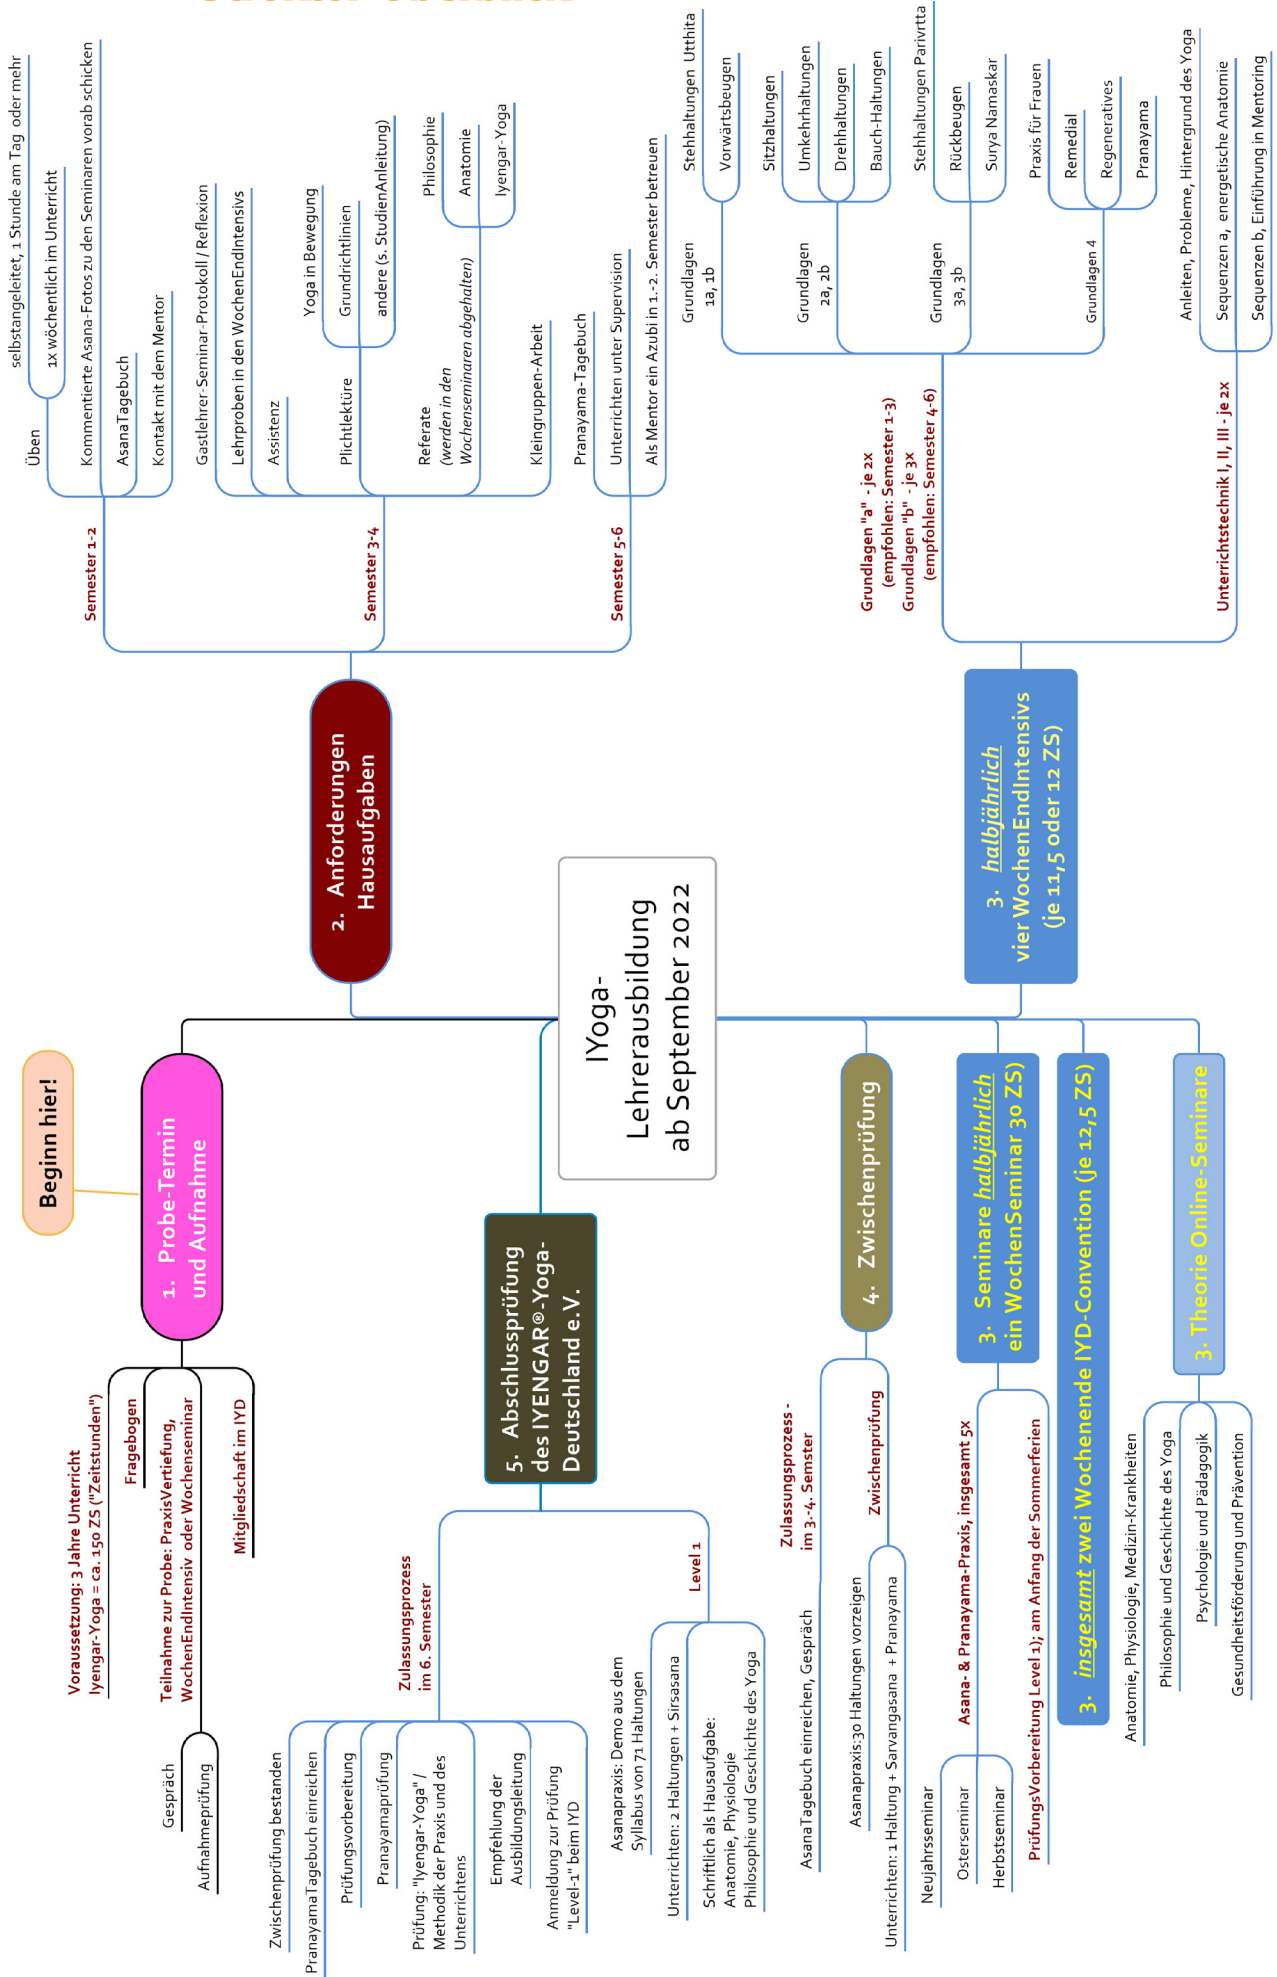 Beginn hier!
1. Probe-Termin
und Aufnahme
Voraussetzung: 3 Jahre Unterricht
Iyengar-Yoga = ca. 150 ZS ("Zeitstunden")
Fragebogen
Teilnahme zur Probe: PraxisVertiefung,
WochenEndIntensiv oder Wochenseminar
Gespräch
Aufnahmeprüfung
Mitgliedschaft im IYD
IYoga-
Lehrerausbildung
ab September 2022
2. Anforderungen
Hausaufgaben
Semester 1-2
Üben
selbstangeleitet, 1 Stunde am Tag oder mehr
1x wöchentlich im Unterricht
Kommentierte Asana-Fotos zu den Seminaren vorab schicken
AsanaTagebuch
Kontakt mit dem Mentor
Semester 3-4
Gastlehrer-Seminar-Protokoll / Reflexion
Lehrproben in den WochenEndIntensivs
Assistenz
Plichtlektüre
Yoga in Bewegung
Grundrichtlinien
andere (s. StudienAnleitung)
Referate
(werden in den
Wochenseminaren abgehalten)
Philosophie
Anatomie
Iyengar-Yoga
Kleingruppen-Arbeit
Semester 5-6
Pranayama-Tagebuch
Unterrichten unter Supervision
Als Mentor ein Azubi in 1.-2. Semester betreuen
3. halbjährlich
vier WochenEndIntensivs
(je 11,5 oder 12 ZS)
Grundlagen "a" - je 2x
(empfohlen: Semester 1-3)
Grundlagen "b" - je 3x
(empfohlen: Semester 4-6)
Grundlagen
1a, 1b
Stehhaltungen Utthita
Vorwärtsbeugen
Grundlagen
2a, 2b
Sitzhaltungen
Umkehrhaltungen
Drehhaltungen
Bauch-Haltungen
Grundlagen
3a, 3b
Stehhaltungen Parivrtta
Rückbeugen
Surya Namaskar
Grundlagen 4
Praxis für Frauen
Remedial
Regeneratives
Pranayama
Unterrichtstechnik I, II, III - je 2x
Anleiten, Probleme, Hintergrund des Yoga
Sequenzen a, energetische Anatomie
Sequenzen b, Einführung in Mentoring
5. Abschlussprüfung
des IYENGAR®-Yoga-
Deutschland e.V.
Zulassungsprozess
im 6. Semester
Zwischenprüfung bestanden
PranayamaTagebuch einreichen
Prüfungsvorbereitung
Pranayamaprüfung
Prüfung: "Iyengar-Yoga" /
Methodik der Praxis und des
Unterrichtens
Empfehlung der
Ausbildungsleitung
Anmeldung zur Prüfung
"Level-1" beim IYD
Level 1
Asanapraxis: Demo aus dem
Syllabus von 71 Haltungen
Unterrichten: 2 Haltungen + Sirsasana
Schriftlich als Hausaufgabe:
Anatomie, Physiologie
Philosophie und Geschichte des Yoga
4. Zwischenprüfung
Zulassungsprozess -
im 3.-4. Semster
AsanaTagebuch einreichen, Gespräch
Zwischenprüfung
Asanapraxis:30 Haltungen vorzeigen
Unterrichten: 1 Haltung + Sarvangasana + Pranayama
3. Seminare halbjährlich
ein WochenSeminar 30 ZS)
Asana- & Pranayama-Praxis, insgesamt 5x
Neujahrsseminar
Osterseminar
Herbstseminar
PrüfungsVorbereitung Level 1); am Anfang der Sommerferien
3. insgesamt zwei Wochenende IYD-Convention (je 12,5 ZS)
3. Theorie Online-Seminare
Anatomie, Physiologie, Medizin-Krankheiten
Philosophie und Geschichte des Yoga
Psychologie und Pädagogik
Gesundheitsförderung und Prävention